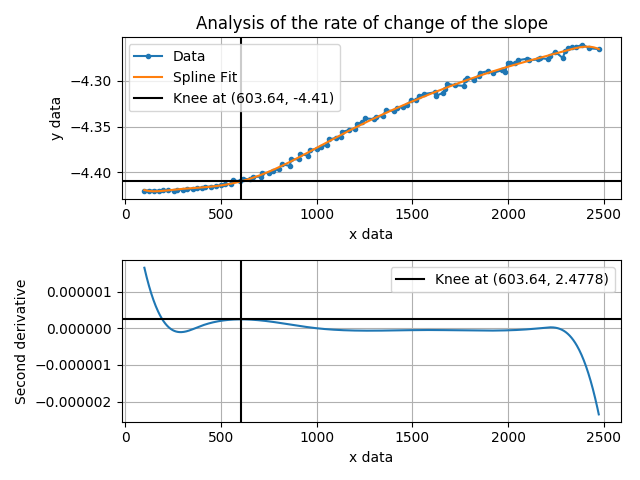 Analysis of the rate of change of the slope
Data
Spline Fit
Knee at (603.64, -4.41)
y data
−4.30
−4.35
−4.40
0 500 1000 1500 2000 2500
x data
Knee at (603.64, 2.4778)
Second derivative
0.000001
0.000000
−0.000001
−0.000002
0 500 1000 1500 2000 2500
x data